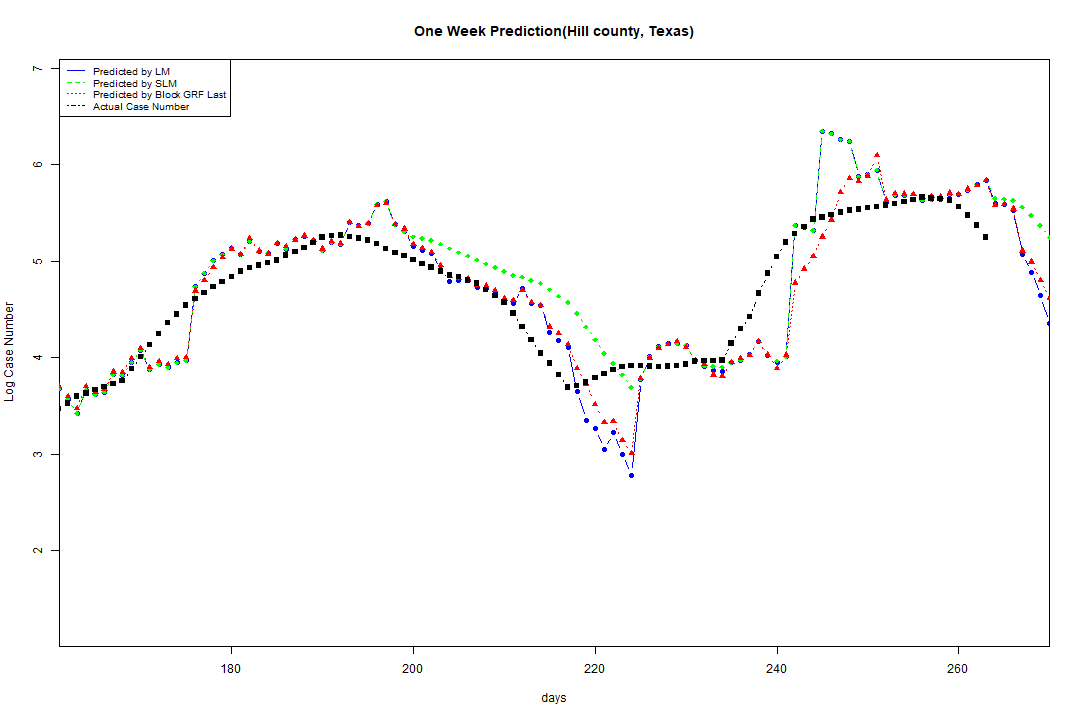 One Week Prediction(Hill county, Texas)
Predicted by LM
Predicted by SLM
Predicted by Block GRF Last
Actual Case Number
7
6
5
4
3
2
Log Case Number
180 200 220 240 260
days